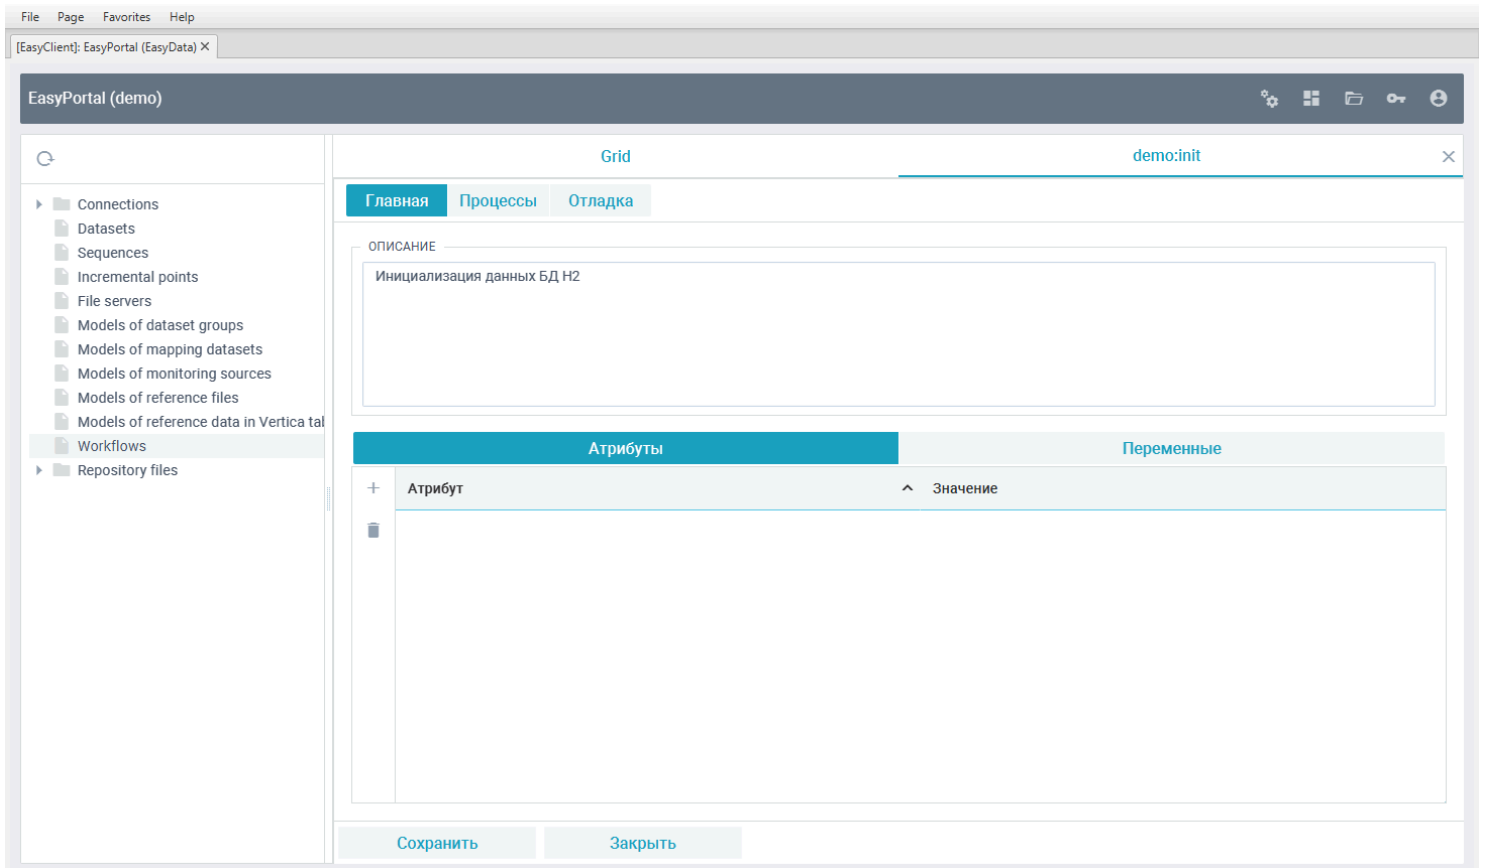 File Page Favorites Help
[EasyClient]: EasyPortal (EasyData)
EasyPortal (demo)
Grid
demo:init
Connections
Datasets
Sequences
Incremental points
File servers
Models of dataset groups
Models of mapping datasets
Models of monitoring sources
Models of reference files
Models of reference data in Vertica tal
Workflows
Repository files
Главная Процессы Отладка
ОПИСАНИЕ
Инициализация данных БД H2
Атрибуты Переменные
Атрибут Значение
Сохранить Закрыть